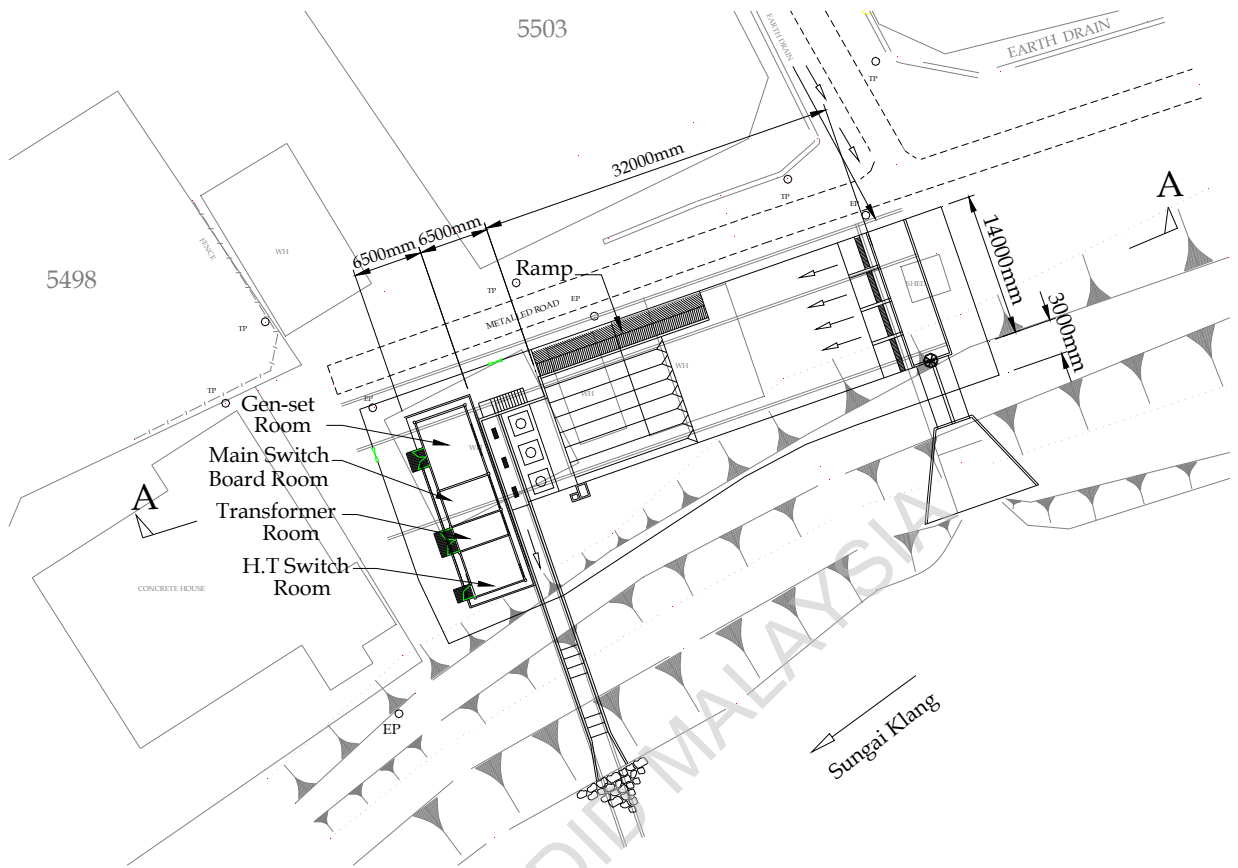 5503
EARTH DRAIN
EARTH DRAIN
TP
32000mm
TP
6500mm
6500mm
EP
A
14000mm
3000mm
FENCE
WH
5498
TP
Ramp
EP
METALLED ROAD
SHED
TP
TP
WH
WH
EP
Gen-set
Room
WH
Main Switch
Board Room
A
Transformer
Room
H.T Switch
Room
CONCRETE HOUSE
EP
Sungai Klang
DID MALAYSIA